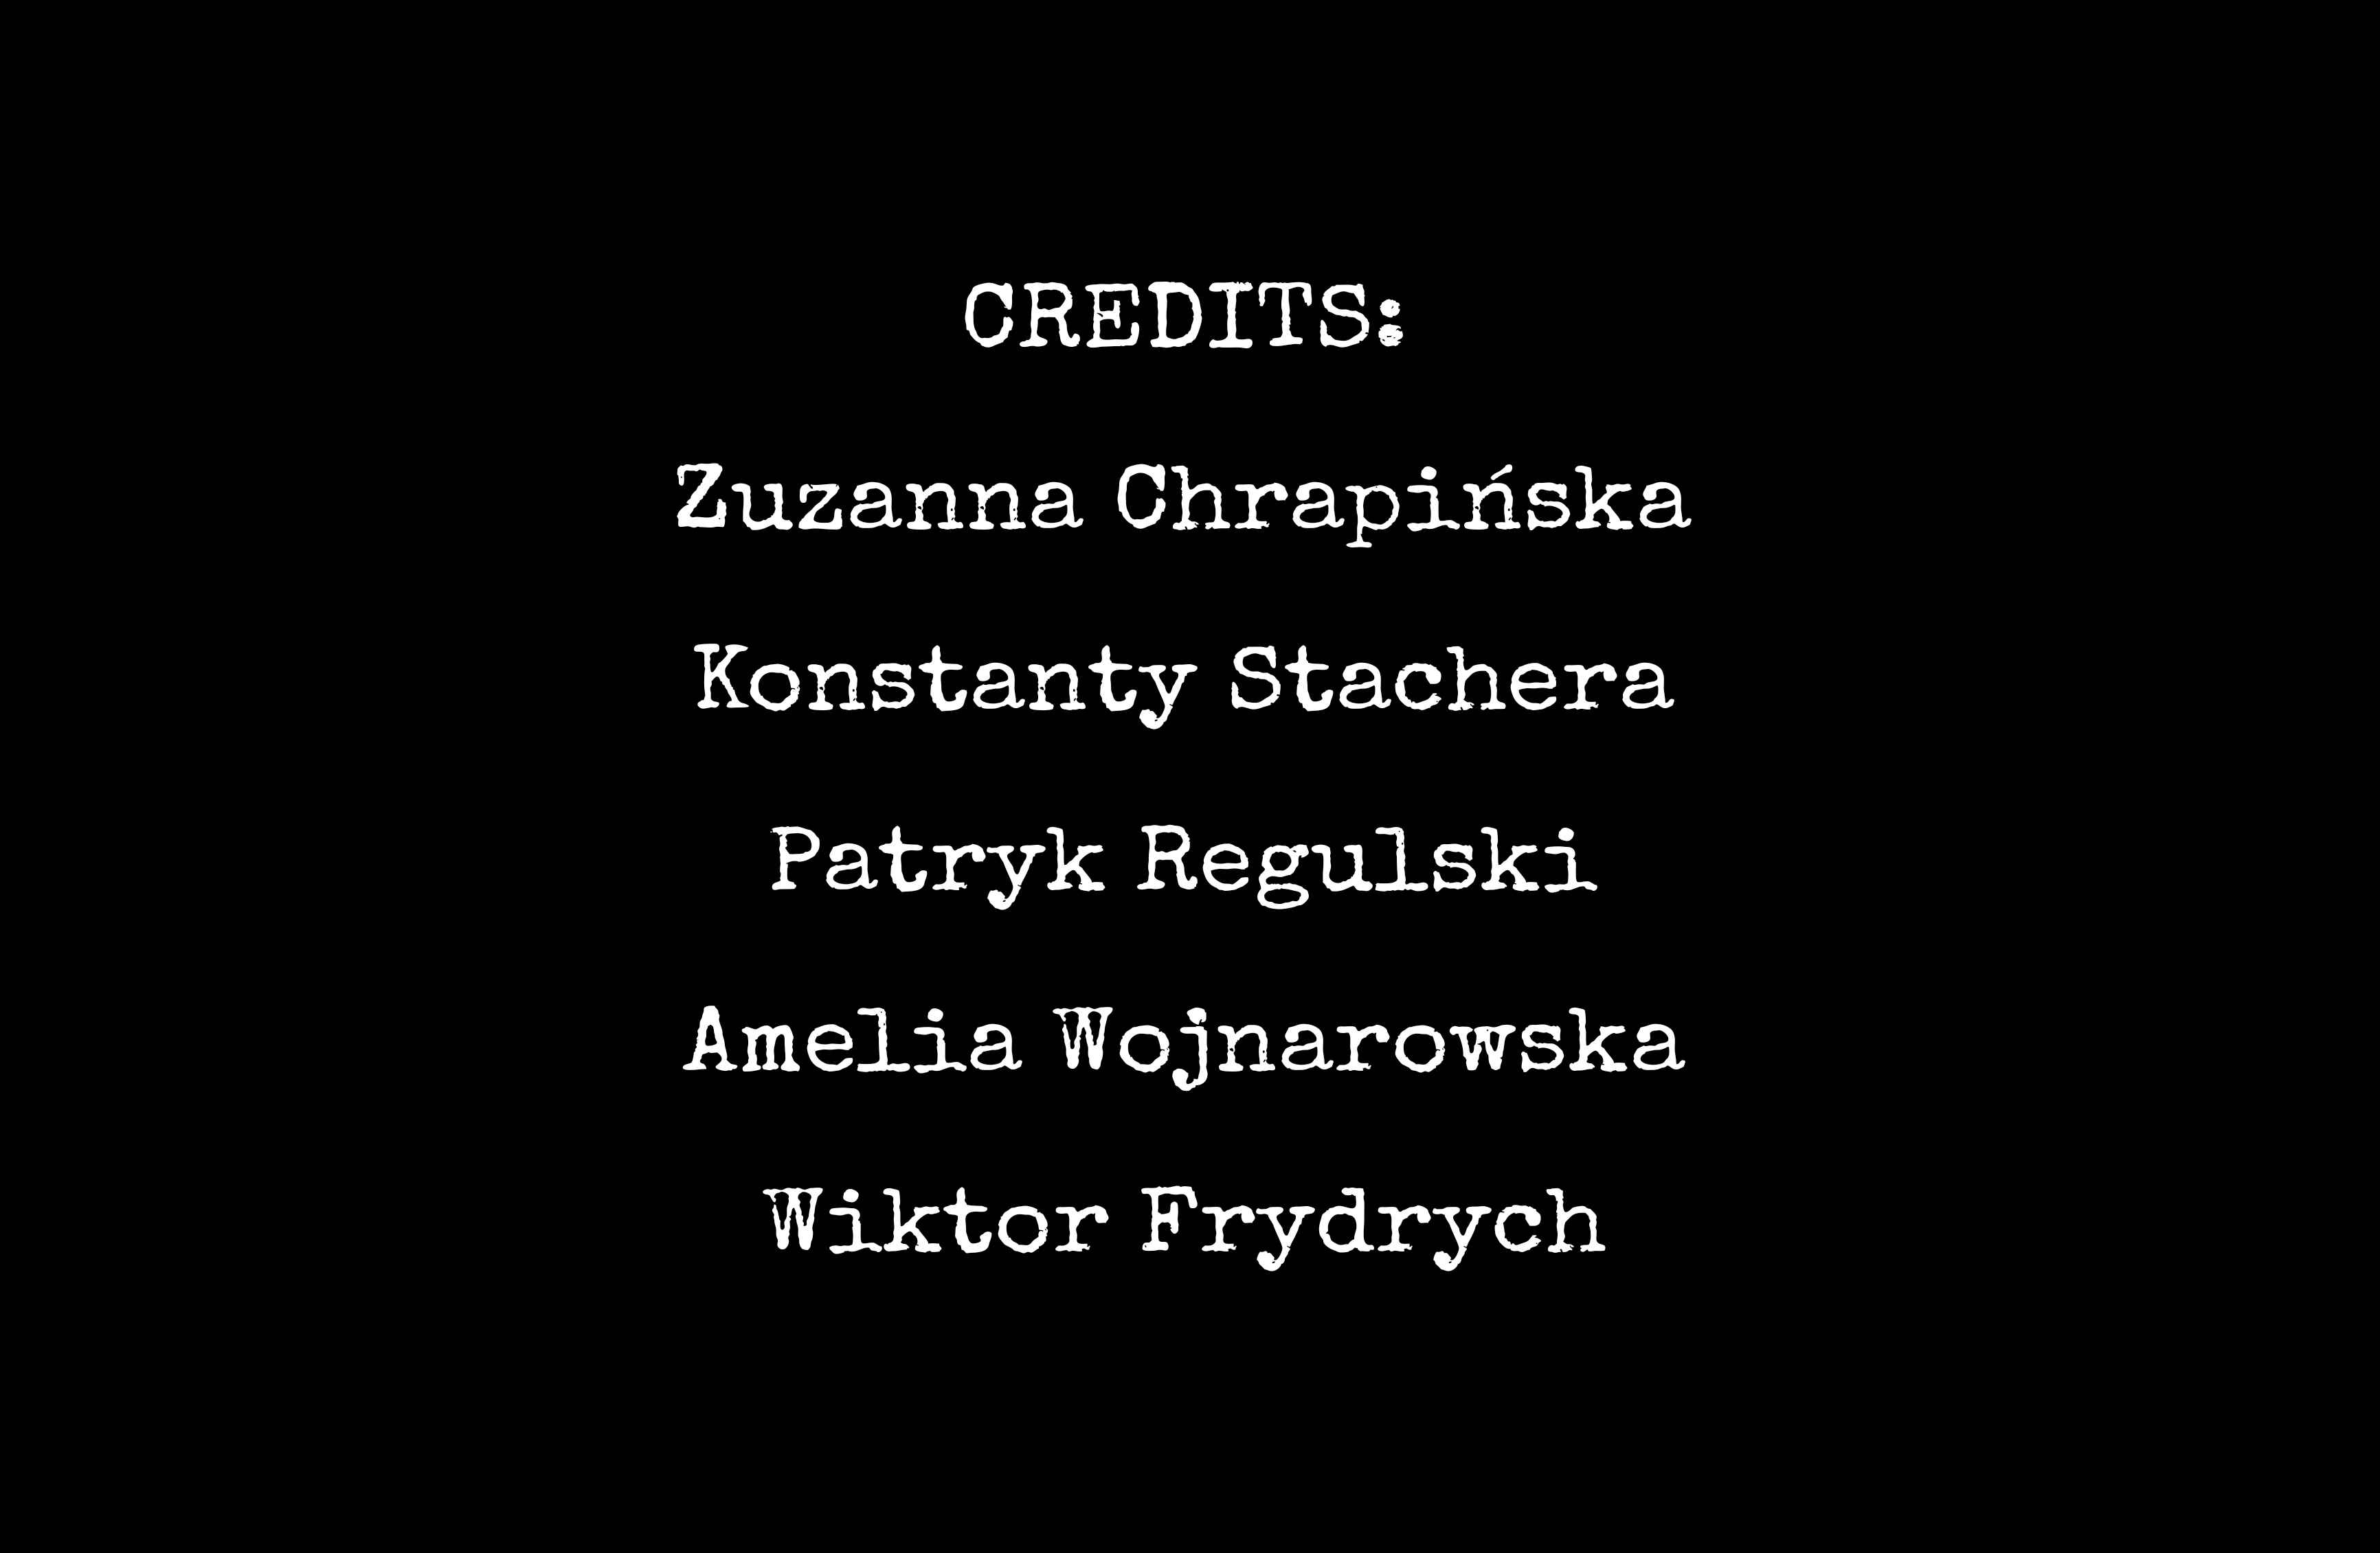 CREDITS:
Zuzanna Chrapińska
Konstanty Stachera
Patryk Regulski
Amelia Wojnarowska
Wiktor Frydrych